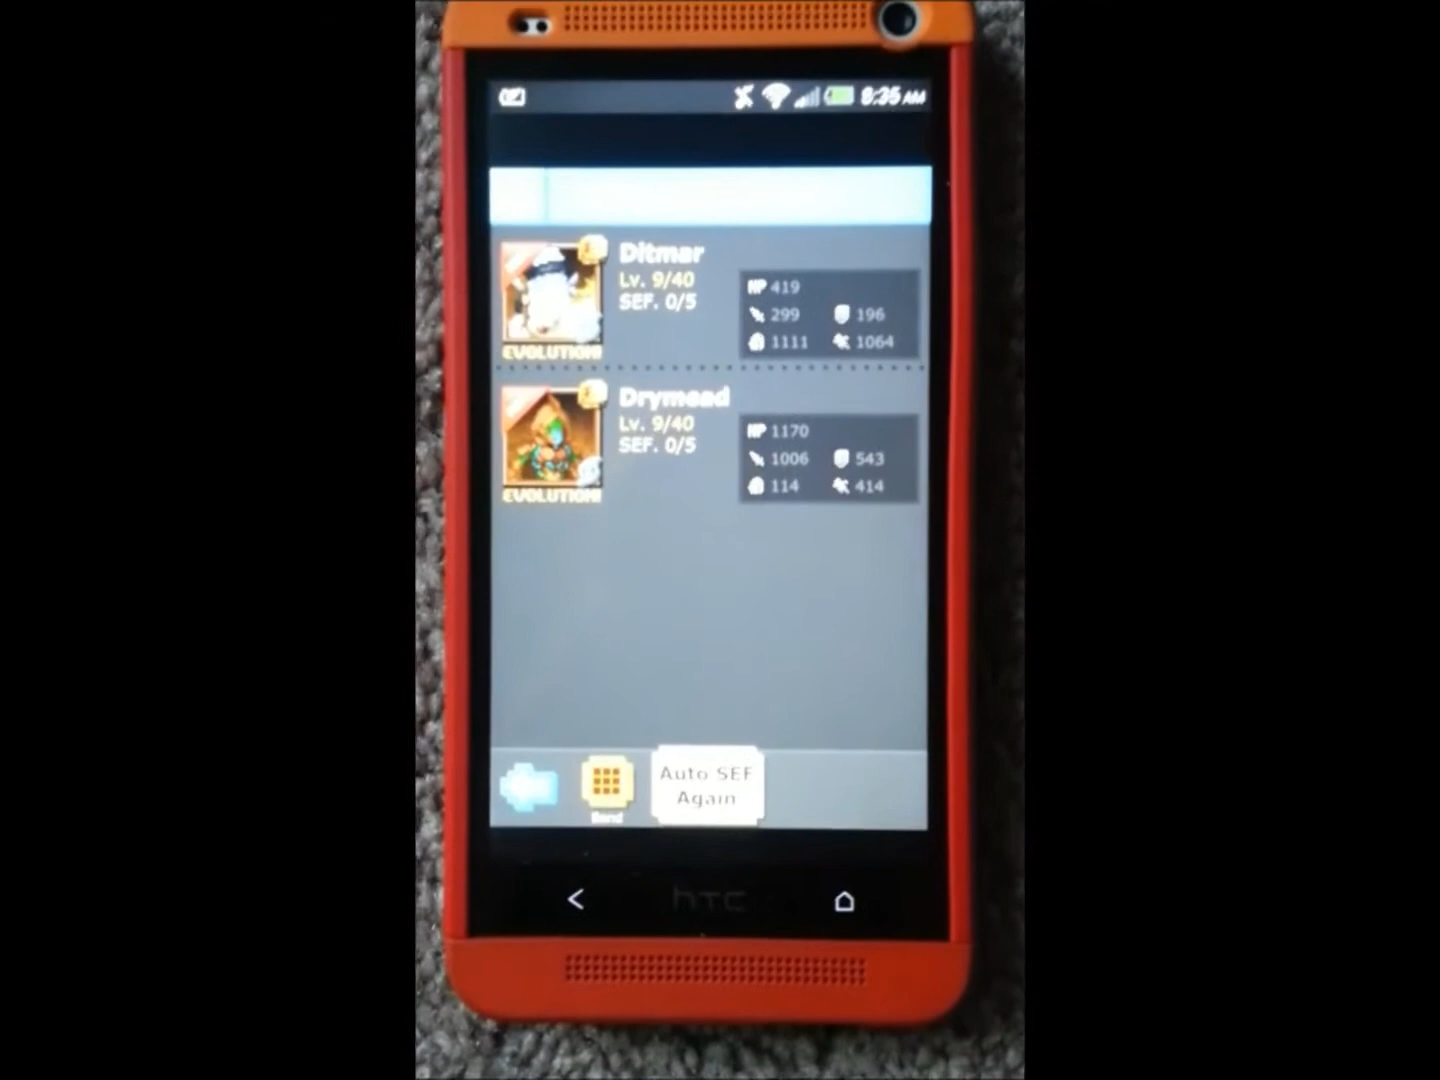 8:35 AM
Ditmar
Lv. 9/40
SEF. 0/5
HP 419
299 196
1111 1064
EVOLUTION!
Drymead
Lv. 9/40
SEF. 0/5
HP 1170
1006 543
114 414
EVOLUTION!
Auto SEF
Again
Band
hTC